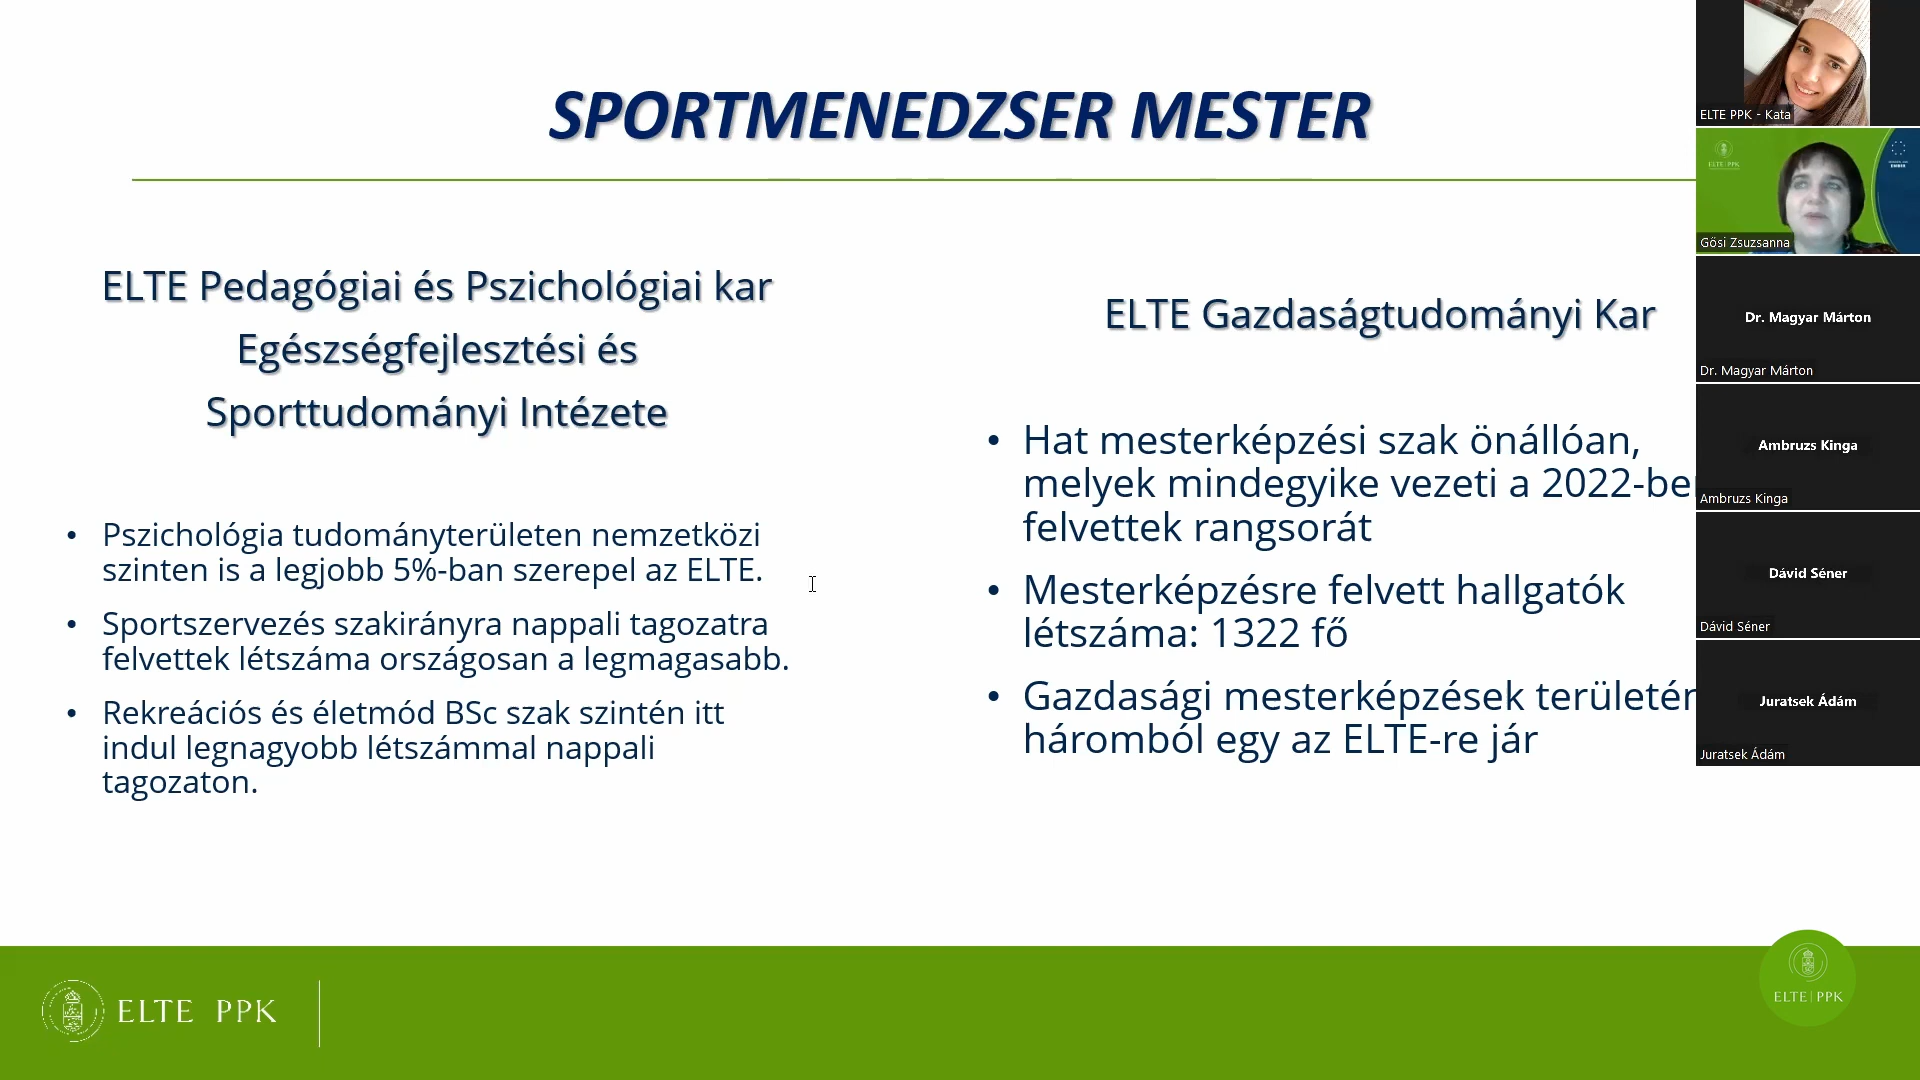 SPORTMENEDZSER MESTER
ELTE Pedagógiai és Pszichológiai kar
Egészségfejlesztési és
Sporttudományi Intézete
• Pszichológia tudományterületen nemzetközi
szinten is a legjobb 5%-ban szerepel az ELTE.
• Sportszervezés szakirányra nappali tagozatra
felvettek létszáma országosan a legmagasabb.
• Rekreációs és életmód BSc szak szintén itt
indul legnagyobb létszámmal nappali
tagozaton.
ELTE Gazdaságtudományi Kar
• Hat mesterképzési szak önállóan,
melyek mindegyike vezeti a 2022-be
felvettek rangsorát
• Mesterképzésre felvett hallgatók
létszáma: 1322 fő
• Gazdasági mesterképzések területén
háromból egy az ELTE-re jár
ELTE PPK - Kata
ELTE PPK
Gősi Zsuzsanna
Dr. Magyar Márton
Dr. Magyar Márton
Ambruzs Kinga
Ambruzs Kinga
Dávid Séner
Dávid Séner
Juratsek Ádám
Juratsek Ádám
ELTE PPK
ELTE | PPK